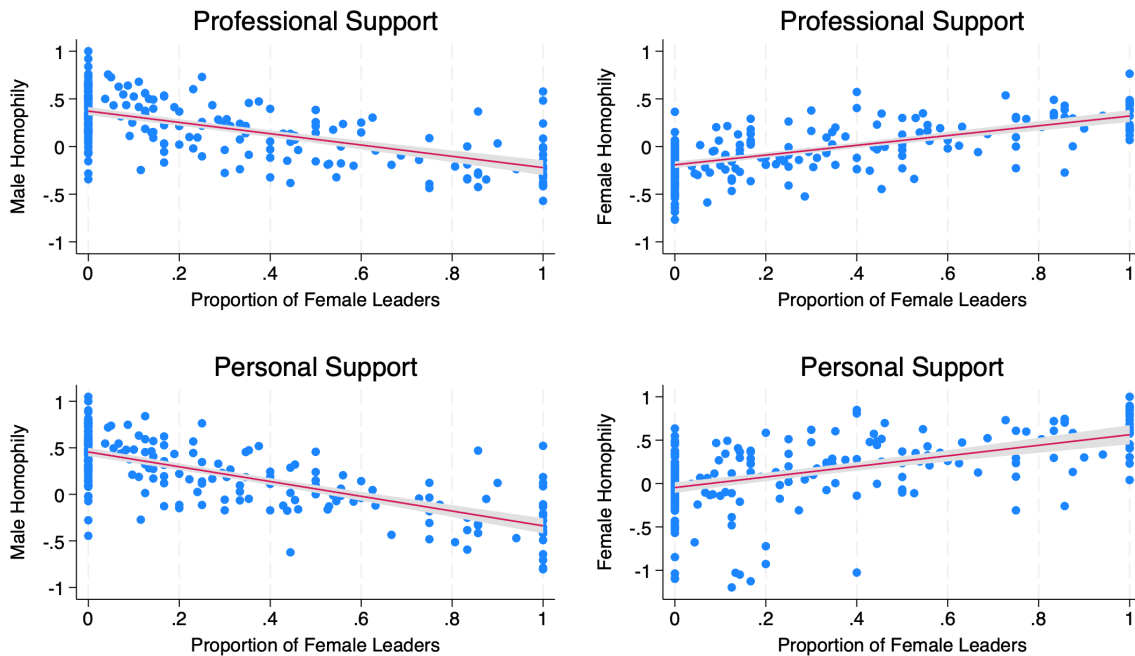 Professional Support
Male Homophily
1
.5
0
-.5
-1
0 .2 .4 .6 .8 1
Proportion of Female Leaders
Professional Support
Female Homophily
1
.5
0
-.5
-1
0 .2 .4 .6 .8 1
Proportion of Female Leaders
Personal Support
Male Homophily
1
.5
0
-.5
-1
0 .2 .4 .6 .8 1
Proportion of Female Leaders
Personal Support
Female Homophily
1
.5
0
-.5
-1
0 .2 .4 .6 .8 1
Proportion of Female Leaders